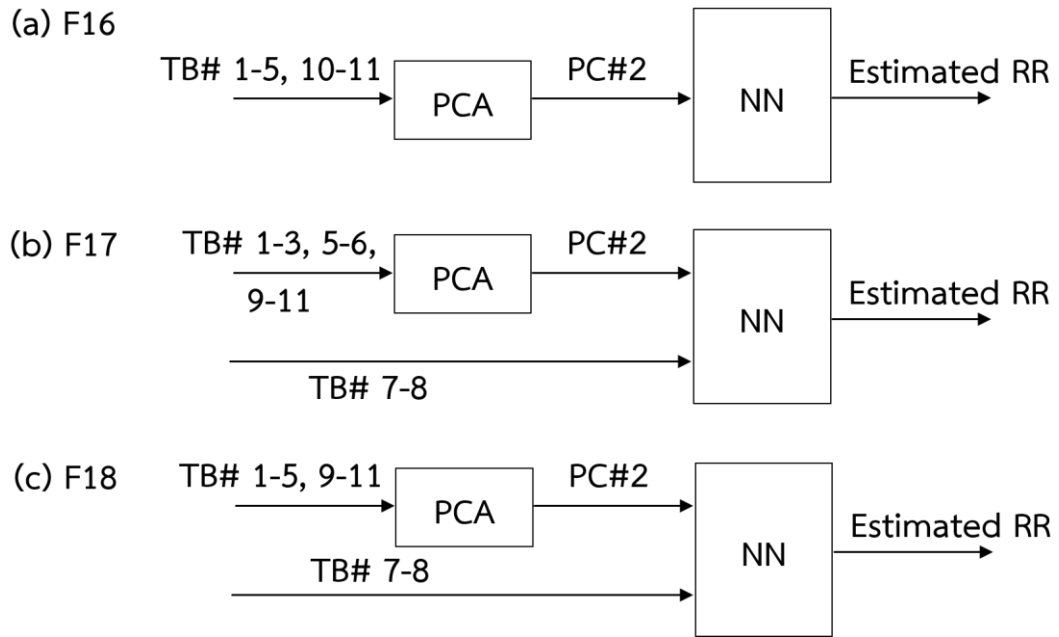 (a) F16
TB# 1-5, 10-11
PCA
PC#2
NN
Estimated RR
(b) F17
TB# 1-3, 5-6,
9-11
PCA
PC#2
TB# 7-8
NN
Estimated RR
(c) F18
TB# 1-5, 9-11
PCA
PC#2
TB# 7-8
NN
Estimated RR